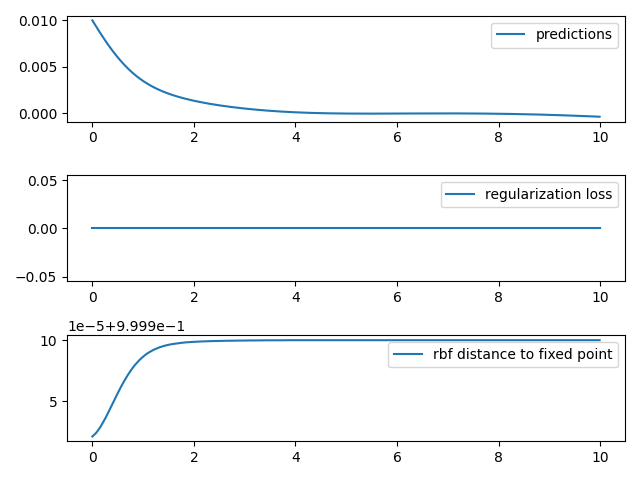 0.010
0.005
0.000
predictions
0 2 4 6 8 10
0.05
0.00
−0.05
regularization loss
0 2 4 6 8 10
1e-5+9.999e-1
10
5
rbf distance to fixed point
0 2 4 6 8 10